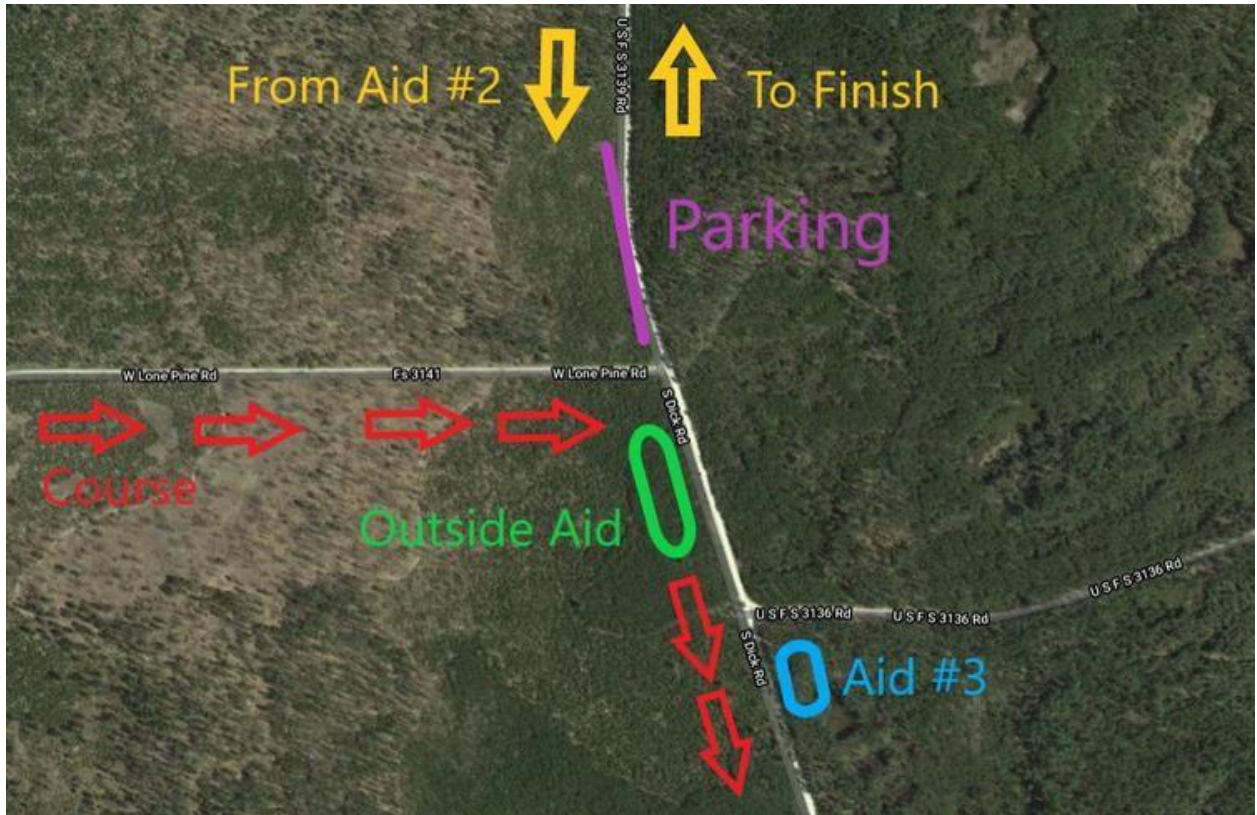 From Aid #2
U S F S 3139 Rd
To Finish
Parking
W Lone Pine Rd
Fs 3141
W Lone Pine Rd
S Dick Rd
Course
Outside Aid
U S F S 3136 Rd
U S F S 3136 Rd
U S F S 3136 Rd
S Dick Rd
Aid #3